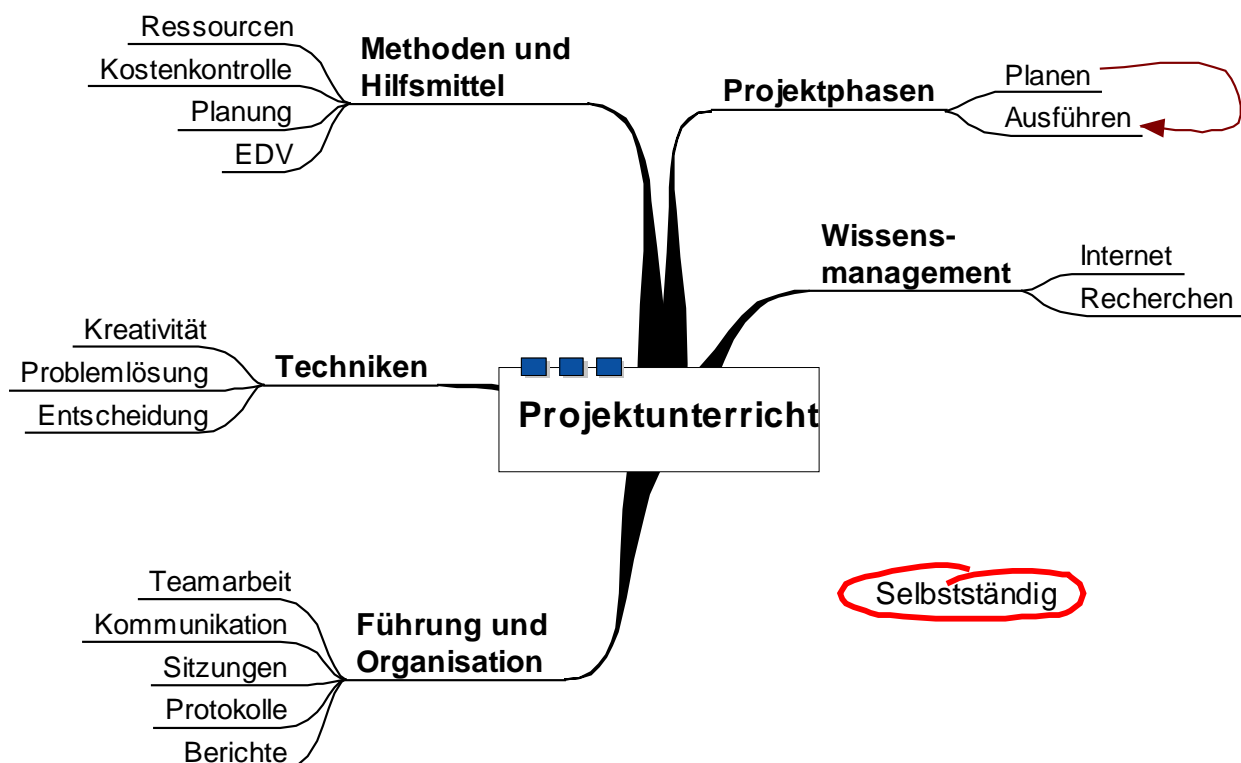 Ressourcen
Kostenkontrolle
Planung
EDV
Methoden und
Hilfsmittel
Projektphasen
Planen
Ausführen
Wissens-
management
Internet
Recherchen
Kreativität
Problemlösung
Entscheidung
Techniken
Projektunterricht
Teamarbeit
Kommunikation
Sitzungen
Protokolle
Berichte
Führung und
Organisation
Selbstständig